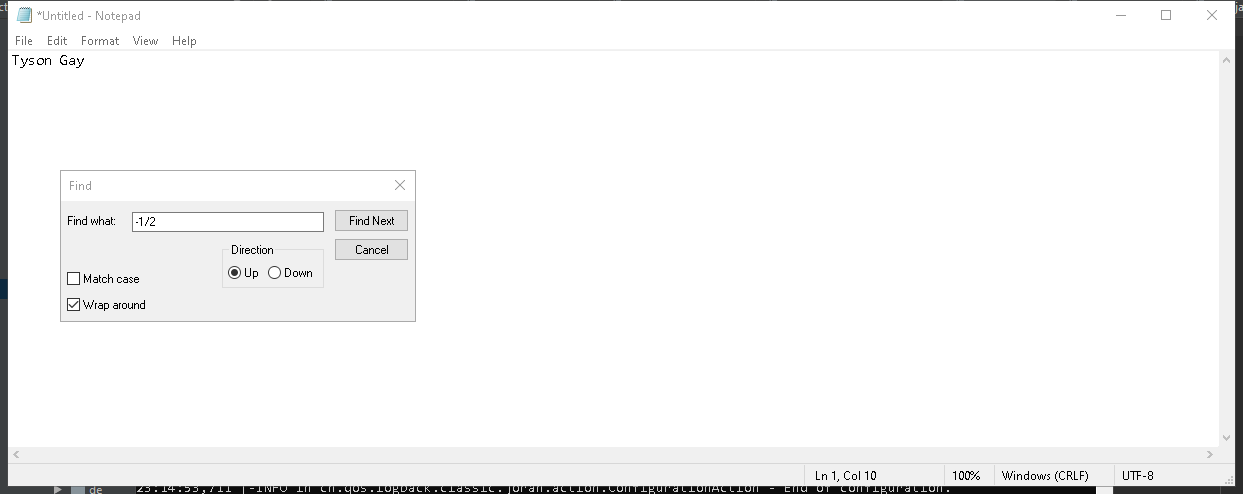 *Untitled - Notepad
File Edit Format View Help
Tyson Gay
Find
Find what: -1/2 Find Next
Direction Cancel
Up Down
Match case
Wrap around
Ln 1, Col 10 100% Windows (CRLF) UTF-8
de 23:14:53,711 |-INFO in ch.qos.logback.classic.joran.action.ConfigurationAction - End of configuration.